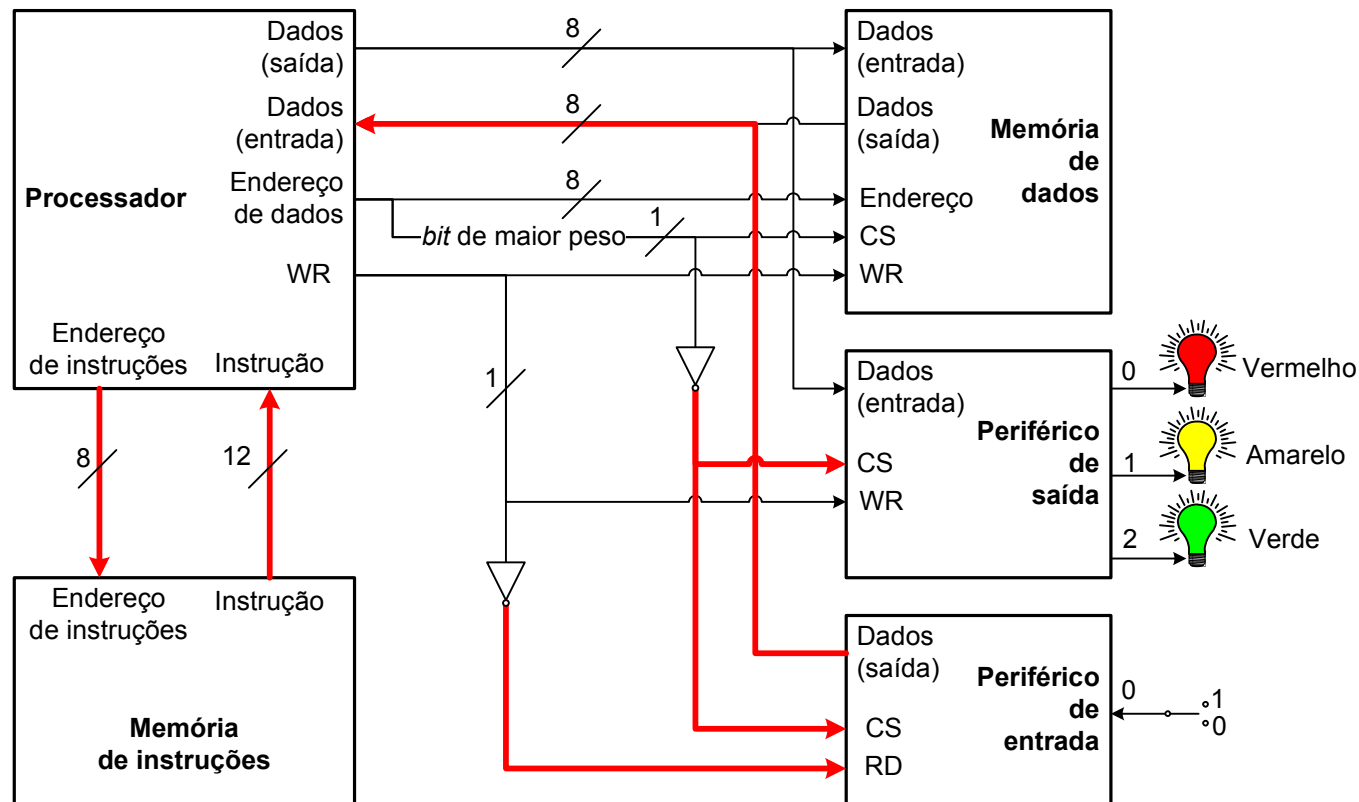 Processador
Dados
(saída)
Dados
(entrada)
Endereço
de dados
WR
Endereço
de instruções
Instrução
8
8
8
bit de maior peso
1
Dados
(entrada)
Dados
(saída)
Endereço
CS
WR
Memória
de
dados
8
12
1
Dados
(entrada)
CS
WR
Periférico
de
saída
0
Vermelho
1
Amarelo
2
Verde
Endereço
de instruções
Instrução
Memória
de instruções
Dados
(saída)
CS
RD
Periférico
de
entrada
0
1
0